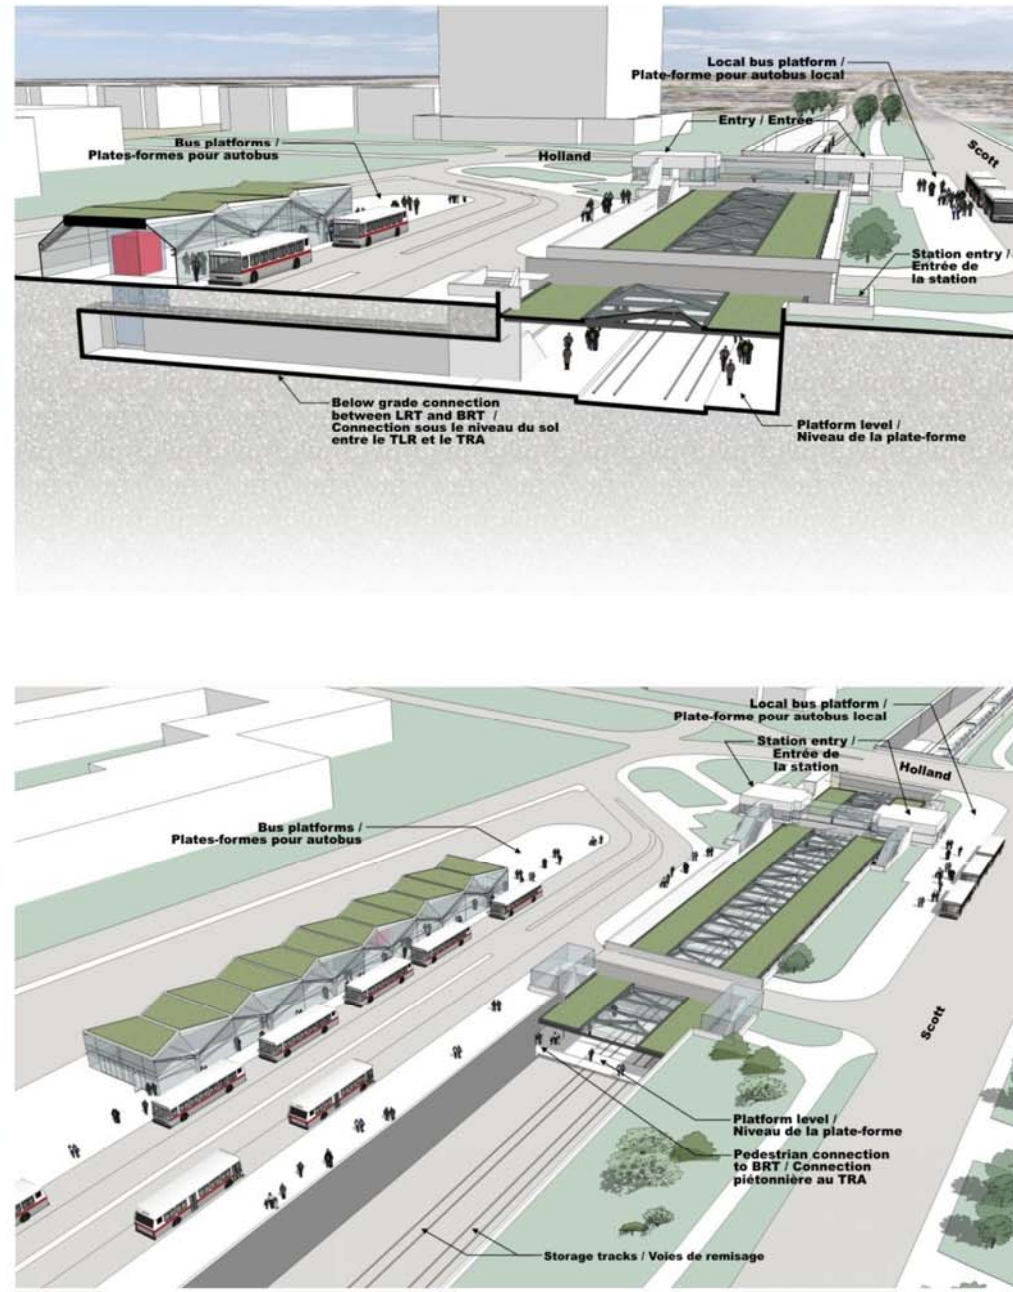 Local bus platform /
Plate-forme pour autobus local
Entry / Entrée
Bus platforms /
Plates-formes pour autobus
Holland
Scott
Station entry /
Entrée de
la station
Below grade connection
between LRT and BRT /
Connection sous le niveau du sol
entre le TLR et le TRA
Platform level /
Niveau de la plate-forme
Local bus platform /
Plate-forme pour autobus local
Station entry /
Entrée de
la station
Holland
Bus platforms /
Plates-formes pour autobus
Scott
Platform level /
Niveau de la plate-forme
Pedestrian connection
to BRT / Connection
piétonnière au TRA
Storage tracks / Voies de remisage